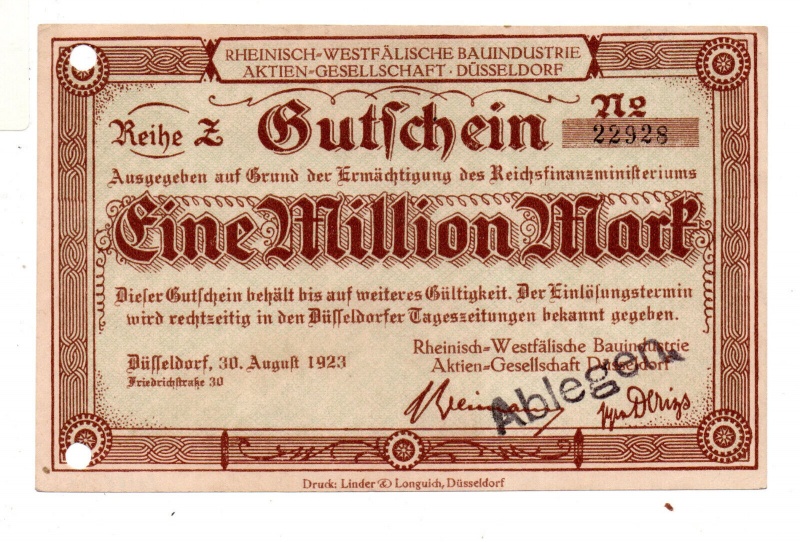 RHEINISCH-WESTFÄLISCHE BAUINDUSTRIE
AKTIEN-GESELLSCHAFT · DÜSSELDORF
Reihe Z
Gutschein
No
22928
Ausgegeben auf Grund der Ermächtigung des Reichsfinanzministeriums
Eine Million Mark
Dieser Gutschein behält bis auf weiteres Gültigkeit. Der Einlösungstermin
wird rechtzeitig in den Düsseldorfer Tageszeitungen bekannt gegeben.
Düsseldorf, 30. August 1923
Friedrichstraße 30
Rheinisch-Westfälische Bauindustrie
Aktien-Gesellschaft Düsseldorf
Ablegen.
Druck: Linder & Longuich, Düsseldorf